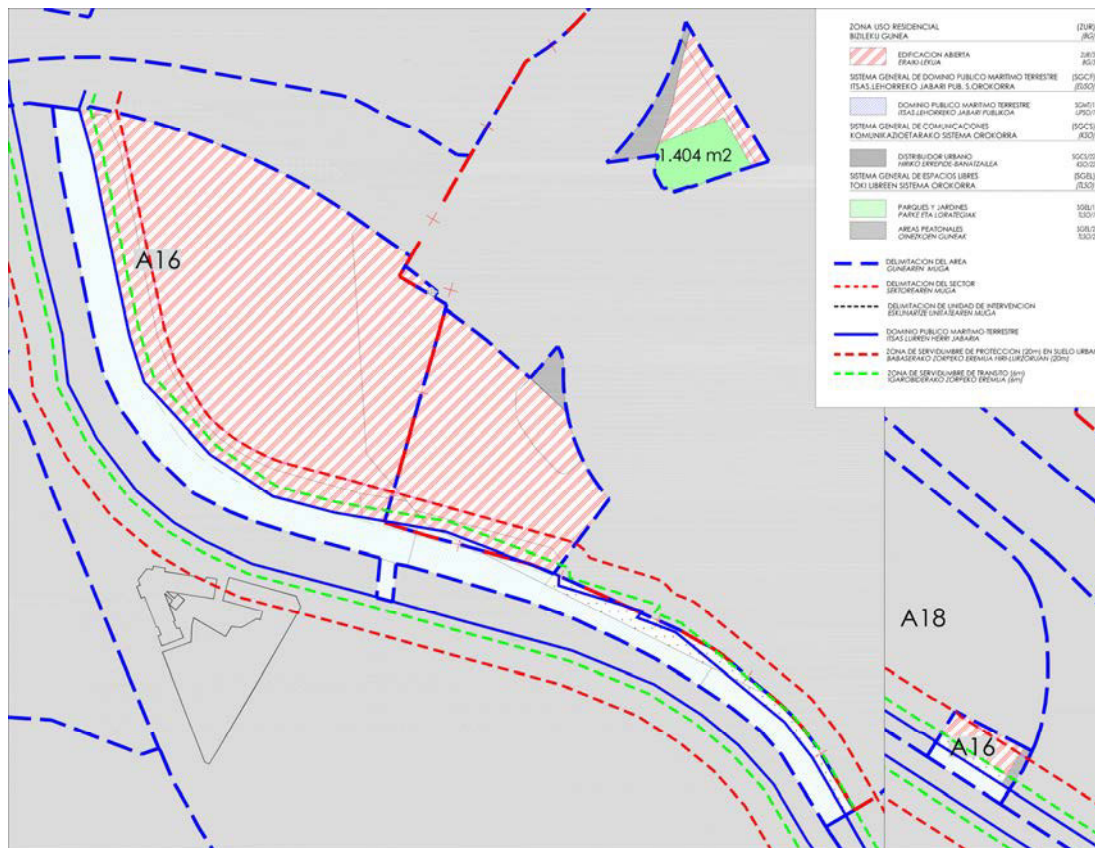 ZONA USO RESIDENCIAL (ZUR)
BIZILEKU GUNEA (BG)
EDIFICACION ABIERTA
ERAIKI-LEKUA
SISTEMA GENERAL DE DOMINIO PUBLICO MARITIMO TERRESTRE
ITSAS.LEHORREKO JABARI PUB. S.OROKORRA
DOMINIO PUBLICO MARITIMO TERRESTRE
ITSAS-LEHORREKO JABARI PUBLIKOA
SISTEMA GENERAL DE COMUNICACIONES (SGCS)
KOMUNIKAZIOETARAKO SISTEMA OROKORRA
DISTRIBUIDOR URBANO
HIRIKO ERREPIDE-BANATZAILEA
SISTEMA GENERAL DE ESPACIOS LIBRES (SGEL)
TOKI LIBREEN SISTEMA OROKORRA
PARQUES Y JARDINES
PARKE ETA LORATEGIAK
AREAS PEATONALES
OINEZKOEN GUNEAK
DELIMITACION DEL AREA
GUNEAREN MUGA
DELIMITACION DEL SECTOR
SEKTOREAREN MUGA
DELIMITACION DE UNIDAD DE INTERVENCION
ESKUHARTZE UNITATEAREN MUGA
DOMINIO PUBLICO MARITIMO-TERRESTRE
ITSAS LURREN HERRI JABARIA
ZONA DE SERVIDUMBRE DE PROTECCION (20m) EN SUELO
BABESERAKO ZORPEKO EREMUA HIRI-LURZORUAN (20m)
ZONA DE SERVIDUMBRE DE TRANSITO (6m)
IGAROBIDERAKO ZORPEKO EREMUA (6m)
1.404 m2
A16
A18
A16